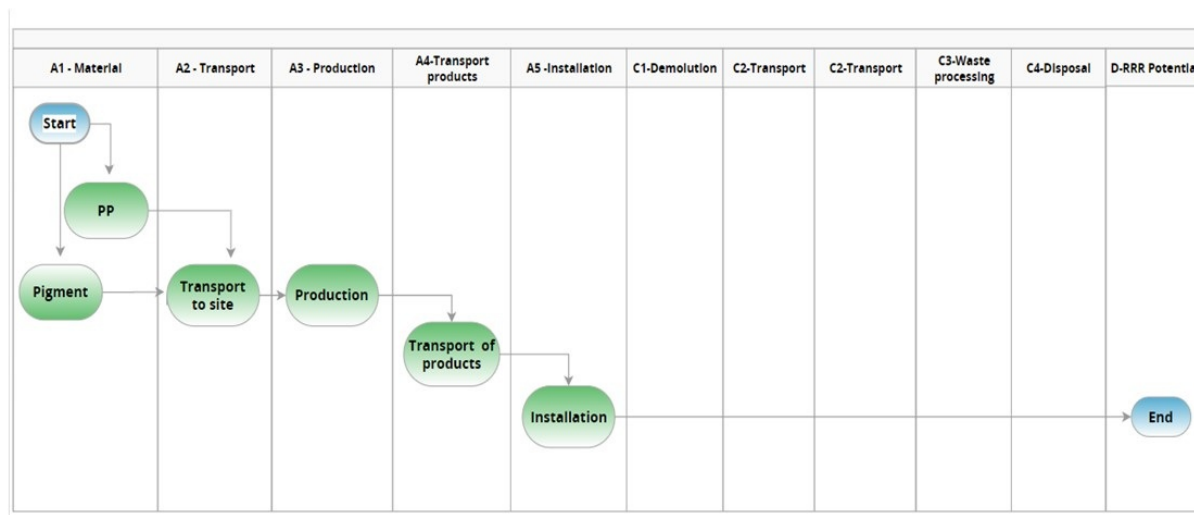 A1 - Material
A2 - Transport
A3 - Production
A4-Transport
products
A5 -Installation
C1-Demolution
C2-Transport
C2-Transport
C3-Waste
processing
C4-Disposal
D-RRR Potentia
Start
PP
Pigment
Transport
to site
Production
Transport of
products
Installation
End